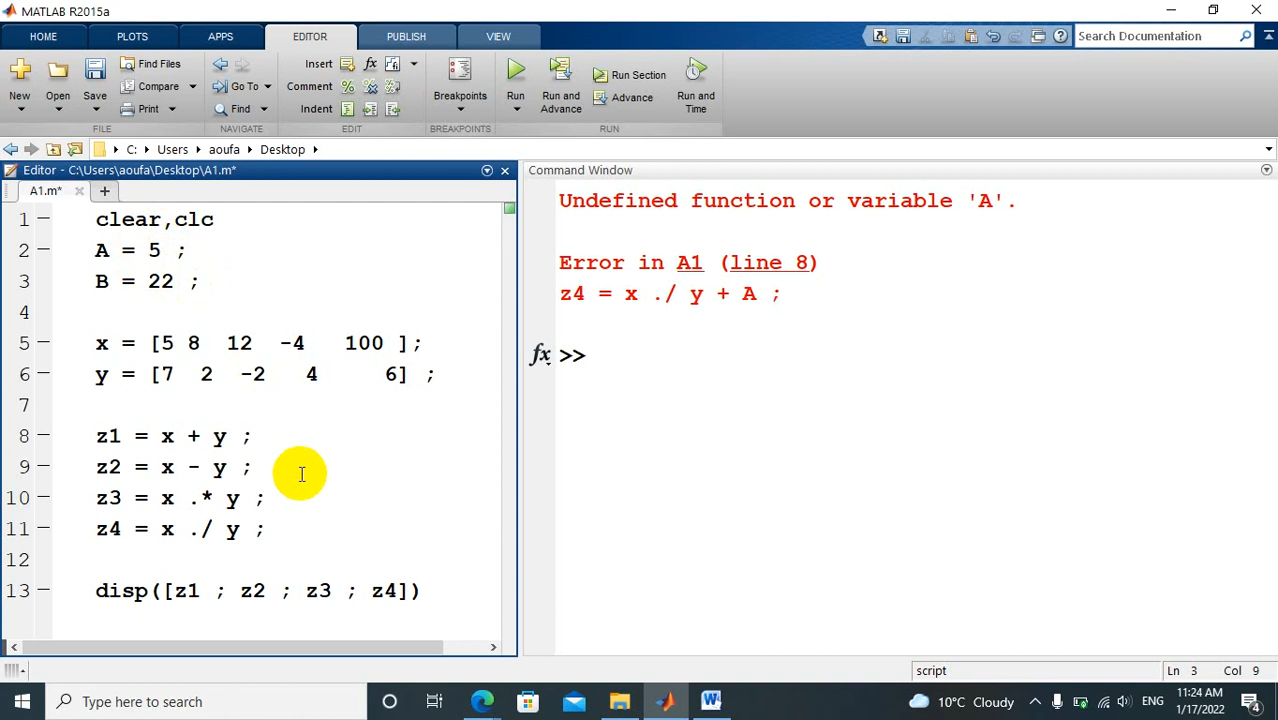 MATLAB R2015a
HOME PLOTS APPS EDITOR PUBLISH VIEW
Search Documentation
New Open Save
Find Files
Compare
Print
FILE
Go To
Find
NAVIGATE
Insert fx
Comment % %
Indent
EDIT
Breakpoints
BREAKPOINTS
Run
Run and Advance
Run Section
Advance
Run and Time
RUN
C: Users aoufa Desktop
Editor - C:\Users\aoufa\Desktop\A1.m*
A1.m* +
1 clear,clc
2 A = 5 ;
3 B = 22 ;
4
5 x = [5 8 12 -4 100 ];
6 y = [7 2 -2 4 6] ;
7
8 z1 = x + y ;
9 z2 = x - y ;
10 z3 = x .* y ;
11 z4 = x ./ y ;
12
13 disp([z1 ; z2 ; z3 ; z4])
Command Window
Undefined function or variable 'A'.
Error in A1 (line 8)
z4 = x ./ y + A ;
fx >>
script
Ln 3 Col 9
Type here to search
10°C Cloudy
ENG
11:24 AM
1/17/2022
4